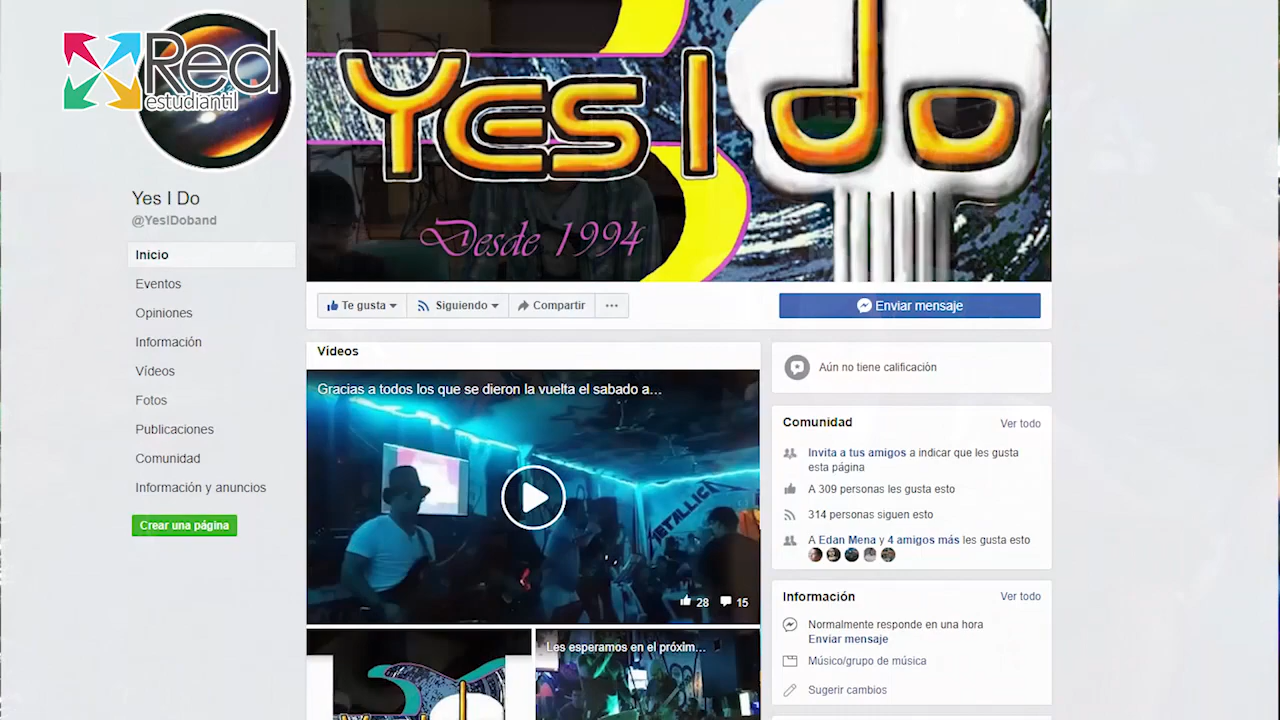 Red
estudiantil
YES I do
Desde 1994
Yes I Do
@YesIDoband
Inicio
Eventos
Opiniones
Información
Vídeos
Fotos
Publicaciones
Comunidad
Información y anuncios
Crear una página
Te gusta
Siguiendo
Compartir
Enviar mensaje
Vídeos
Gracias a todos los que se dieron la vuelta el sabado a...
METALLICA
28 15
Les esperamos en el próxim...
YES I do
Aún no tiene calificación
Comunidad Ver todo
Invita a tus amigos a indicar que les gusta
esta página
A 309 personas les gusta esto
314 personas siguen esto
A Edan Mena y 4 amigos más les gusta esto
Información Ver todo
Normalmente responde en una hora
Enviar mensaje
Músico/grupo de música
Sugerir cambios